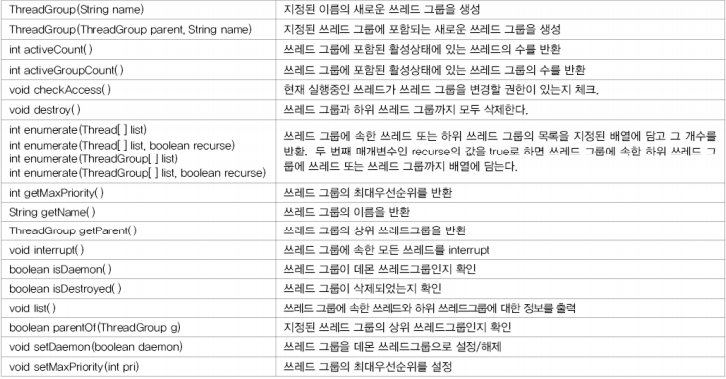 ThreadGroup(String name)
지정된 이름의 새로운 쓰레드 그룹을 생성
ThreadGroup(ThreadGroup parent, String name)
지정된 쓰레드 그룹에 포함되는 새로운 쓰레드 그룹을 생성
int activeCount( )
쓰레드 그룹에 포함된 활성상태에 있는 쓰레드의 수를 반환
int activeGroupCount( )
쓰레드 그룹에 포함된 활성상태에 있는 쓰레드 그룹의 수를 반환
void checkAccess( )
현재 실행중인 쓰레드가 쓰레드 그룹을 변경할 권한이 있는지 체크.
void destroy( )
쓰레드 그룹과 하위 쓰레드 그룹까지 모두 삭제한다.
int enumerate(Thread[ ] list)
int enumerate(Thread[ ] list, boolean recurse)
int enumerate(ThreadGroup[ ] list)
int enumerate(ThreadGroup[ ] list, boolean recurse)
쓰레드 그룹에 속한 쓰레드 또는 하위 쓰레드 그룹의 목록을 지정된 배열에 담고 그 개수를
반환. 두 번째 매개변수인 recurse의 값을 true로 하면 쓰레드 그룹에 속한 하위 쓰레드 그
룹에 쓰레드 또는 쓰레드 그룹까지 배열에 담는다.
int getMaxPriority( )
쓰레드 그룹의 최대우선순위를 반환
String getName( )
쓰레드 그룹의 이름을 반환
ThreadGroup getParent( )
쓰레드 그룹의 상위 쓰레드그룹을 반환
void interrupt( )
쓰레드 그룹에 속한 모든 쓰레드를 interrupt
boolean isDaemon( )
쓰레드 그룹이 데몬 쓰레드그룹인지 확인
boolean isDestroyed( )
쓰레드 그룹이 삭제되었는지 확인
void list( )
쓰레드 그룹에 속한 쓰레드와 하위 쓰레드그룹에 대한 정보를 출력
boolean parentOf(ThreadGroup g)
지정된 쓰레드 그룹의 상위 쓰레드그룹인지 확인
void setDaemon(boolean daemon)
쓰레드 그룹을 데몬 쓰레드그룹으로 설정/해제
void setMaxPriority(int pri)
쓰레드 그룹의 최대우선순위를 설정